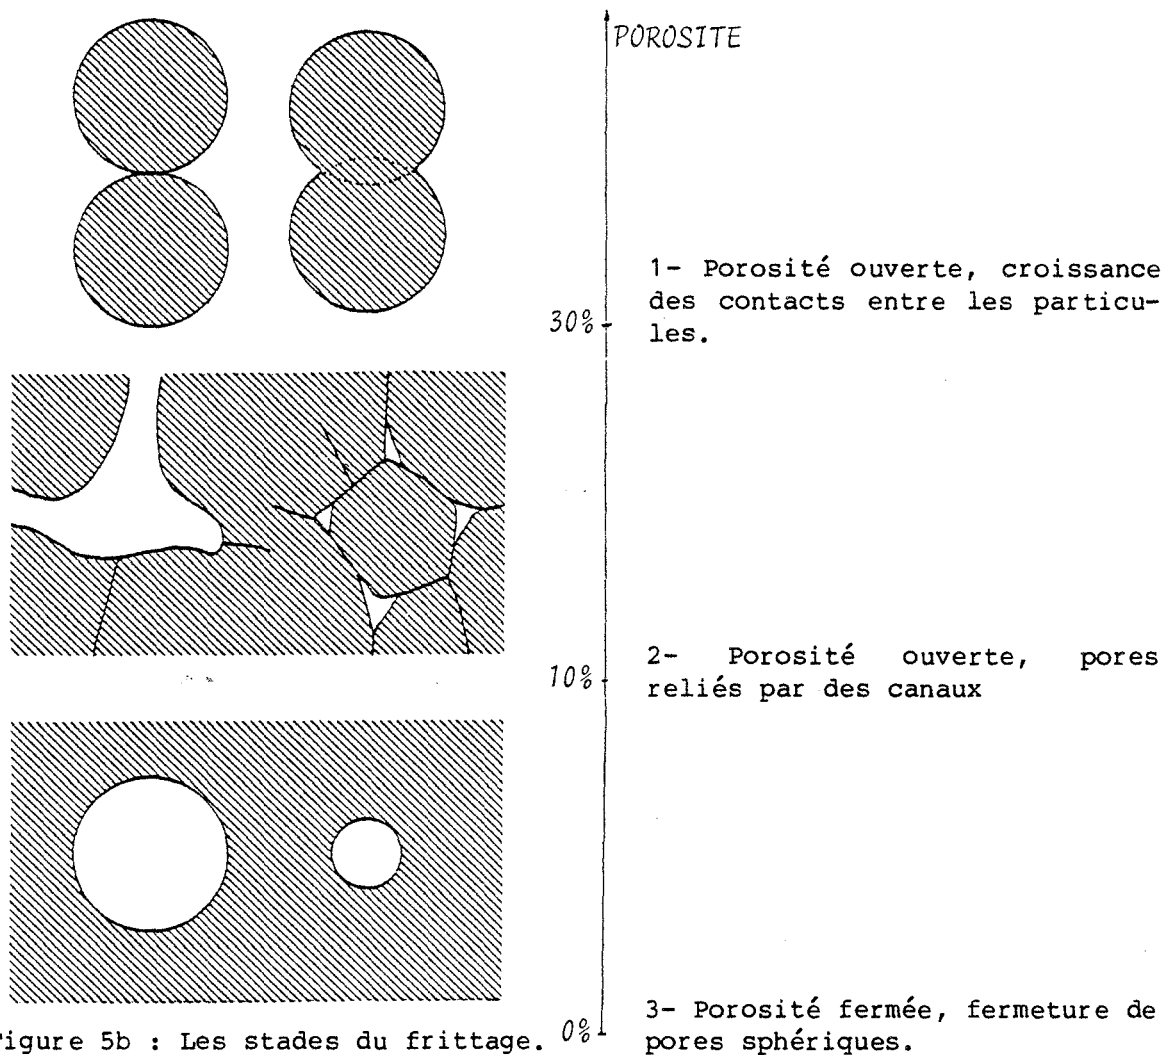 POROSITE
1- Porosité ouverte, croissance
des contacts entre les particu-
30%
les.
2- Porosité ouverte, pores
10%
reliés par des canaux
3- Porosité fermée, fermeture de
Figure 5b : Les stades du frittage.
0%
pores sphériques.